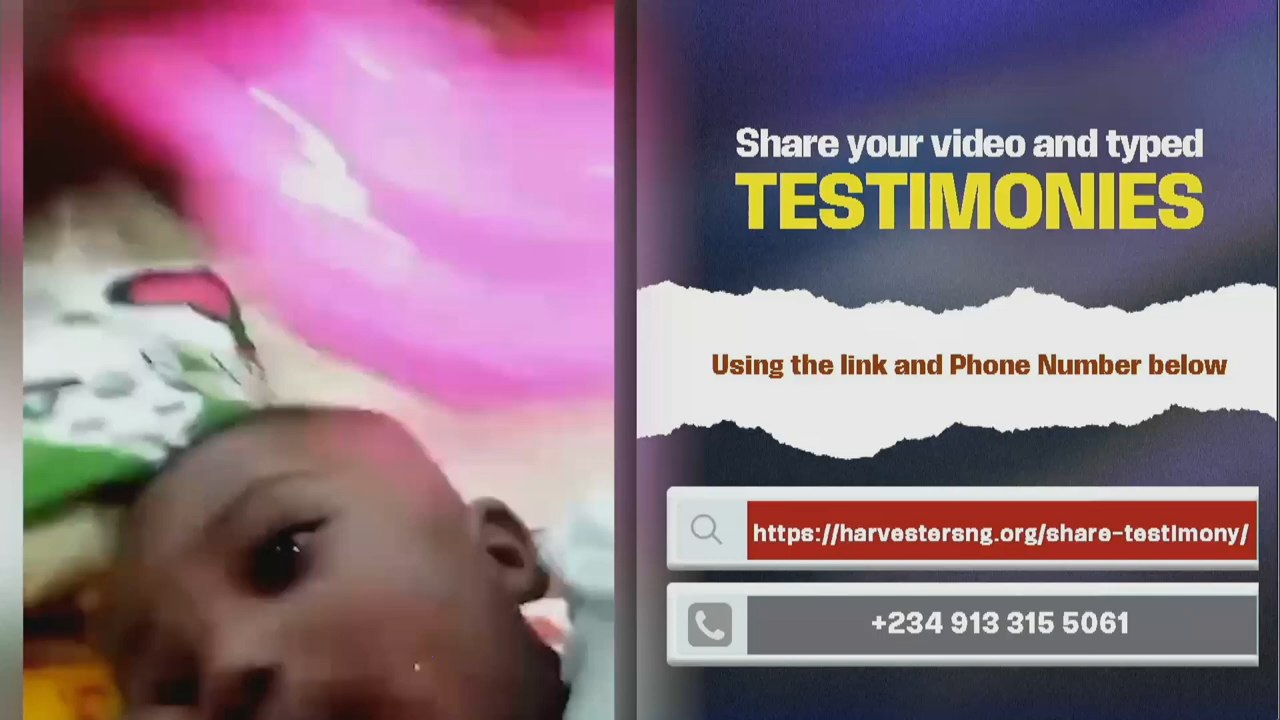 Share your video and typed
TESTIMONIES
Using the link and Phone Number below
https://harvestersng.org/share-testimony/
+234 913 315 5061